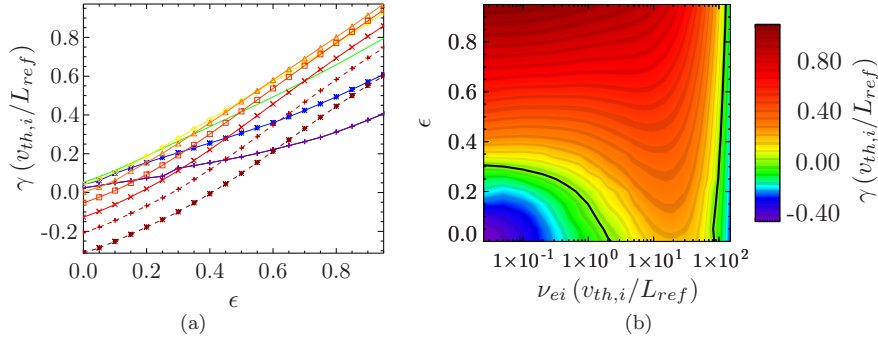 γ (v_{th,i}/L_{ref})
0.8
0.6
0.4
0.2
0.0
-0.2
0.0 0.2 0.4 0.6 0.8
ϵ
(a)
ϵ
0.8
0.6
0.4
0.2
0.0
1×10^{-1} 1×10^{0} 1×10^{1} 1×10^{2}
ν_{ei} (v_{th,i}/L_{ref})
(b)
0.80
0.40
0.00
-0.40
γ (v_{th,i}/L_{ref})